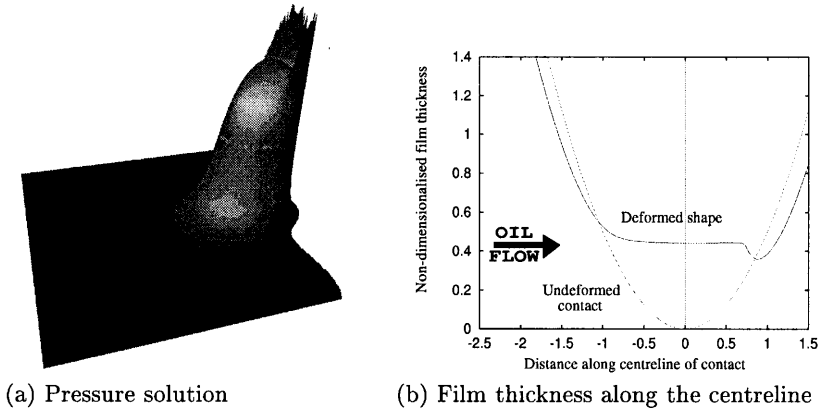 1.4
1.2
1
0.8
0.6
0.4
0.2
0
Non-dimensionalised film thickness
Deformed shape
OIL
FLOW
Undeformed
contact
-2.5 -2 -1.5 -1 -0.5 0 0.5 1 1.5
Distance along centreline of contact
(a) Pressure solution
(b) Film thickness along the centreline